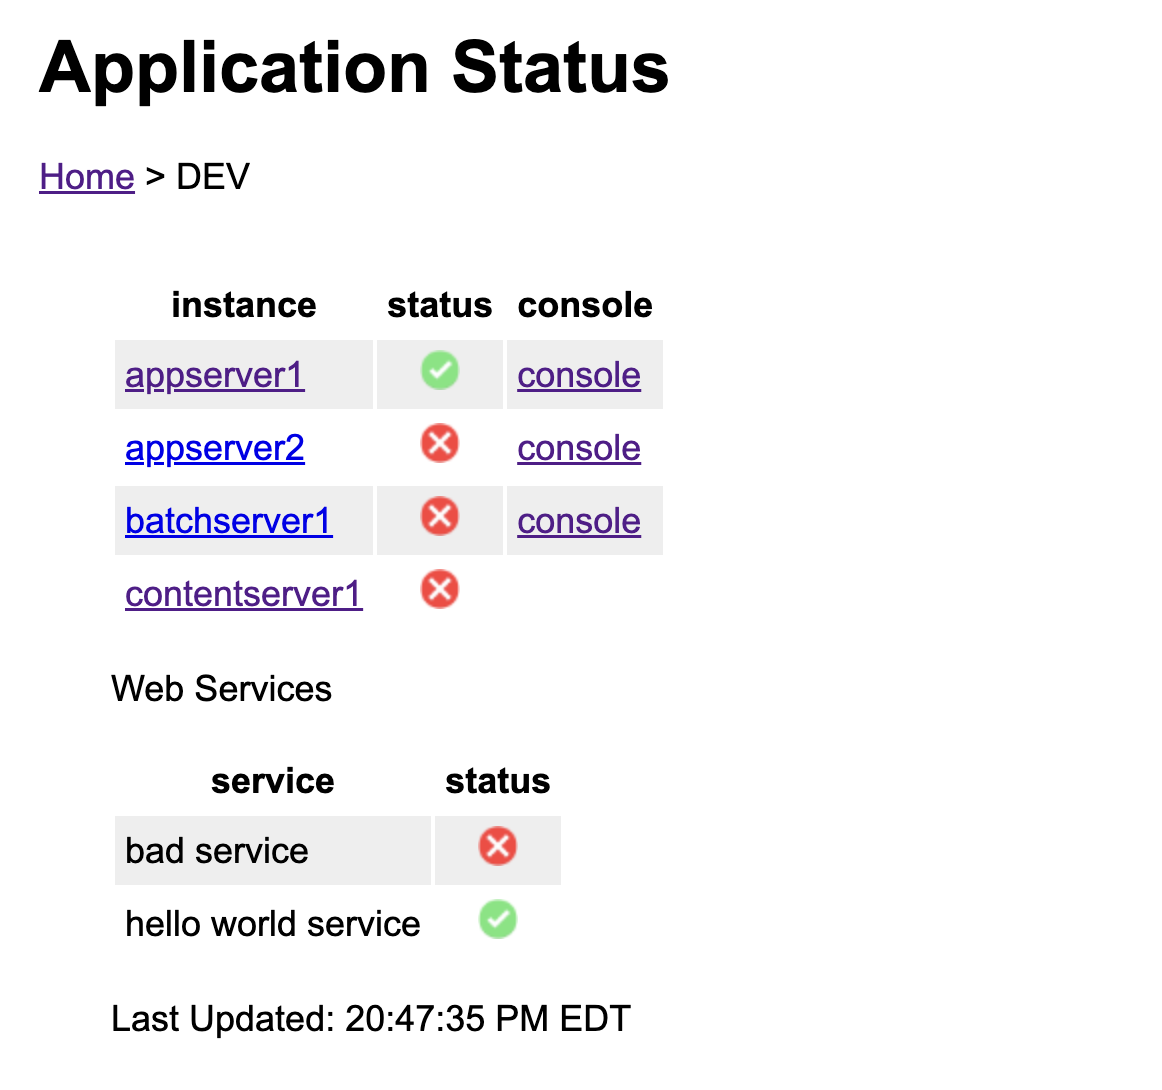 Application Status
Home > DEV
instance status console
appserver1 console
appserver2 console
batchserver1 console
contentserver1
Web Services
service status
bad service
hello world service
Last Updated: 20:47:35 PM EDT